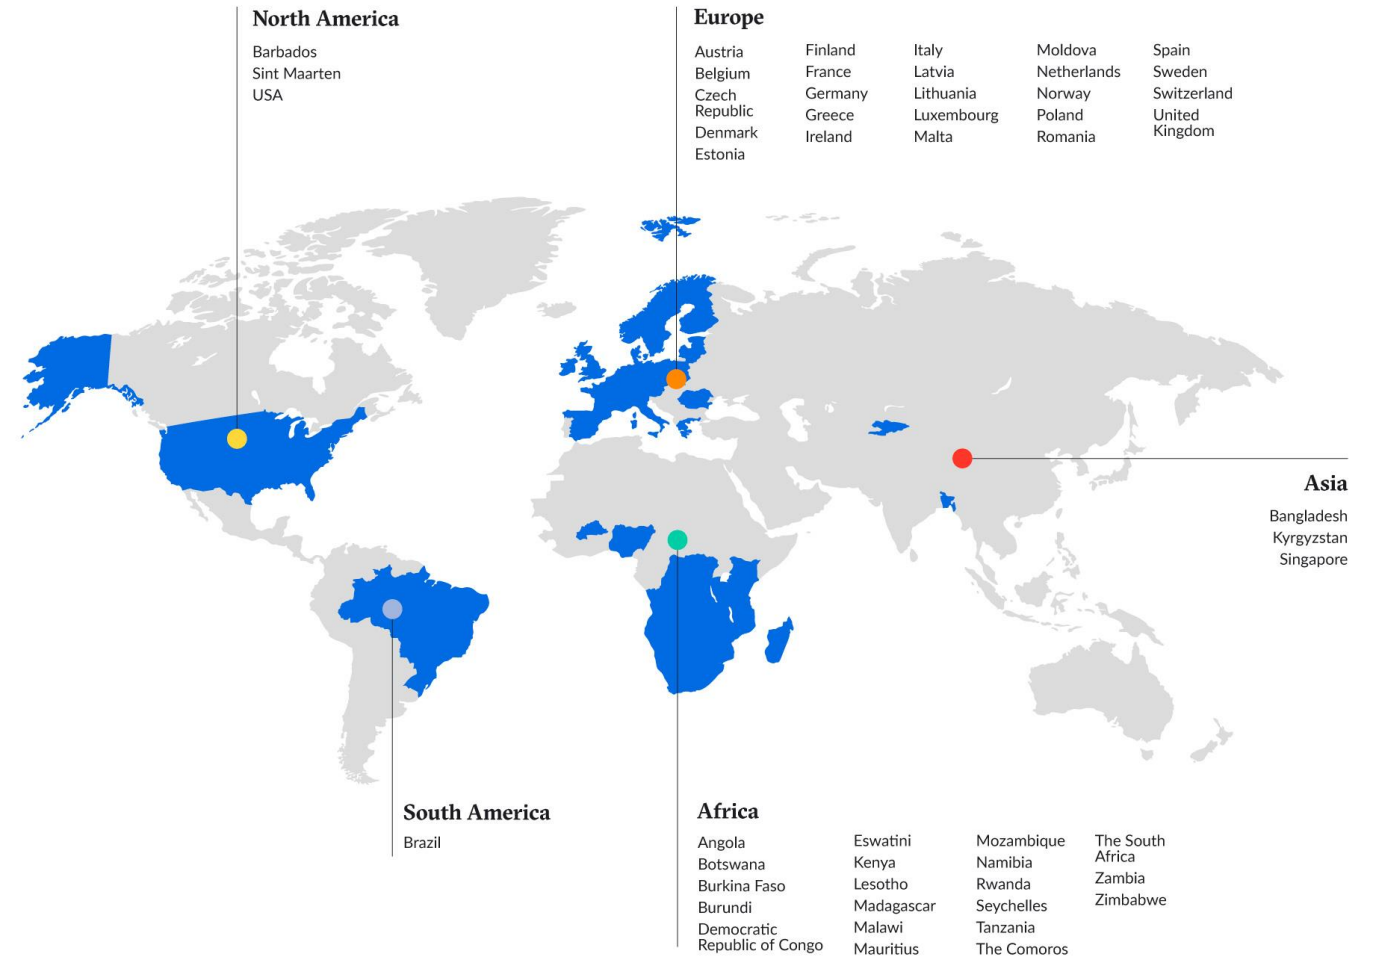 North America
Barbados
Sint Maarten
USA
Europe
Austria
Belgium
Czech
Republic
Denmark
Estonia
Finland
France
Germany
Greece
Ireland
Italy
Latvia
Lithuania
Luxembourg
Malta
Moldova
Netherlands
Norway
Poland
Romania
Spain
Sweden
Switzerland
United
Kingdom
Asia
Bangladesh
Kyrgyzstan
Singapore
South America
Brazil
Africa
Angola
Botswana
Burkina Faso
Burundi
Democratic
Republic of Congo
Eswatini
Kenya
Lesotho
Madagascar
Malawi
Mauritius
Mozambique
Namibia
Rwanda
Seychelles
Tanzania
The Comoros
The South
Africa
Zambia
Zimbabwe